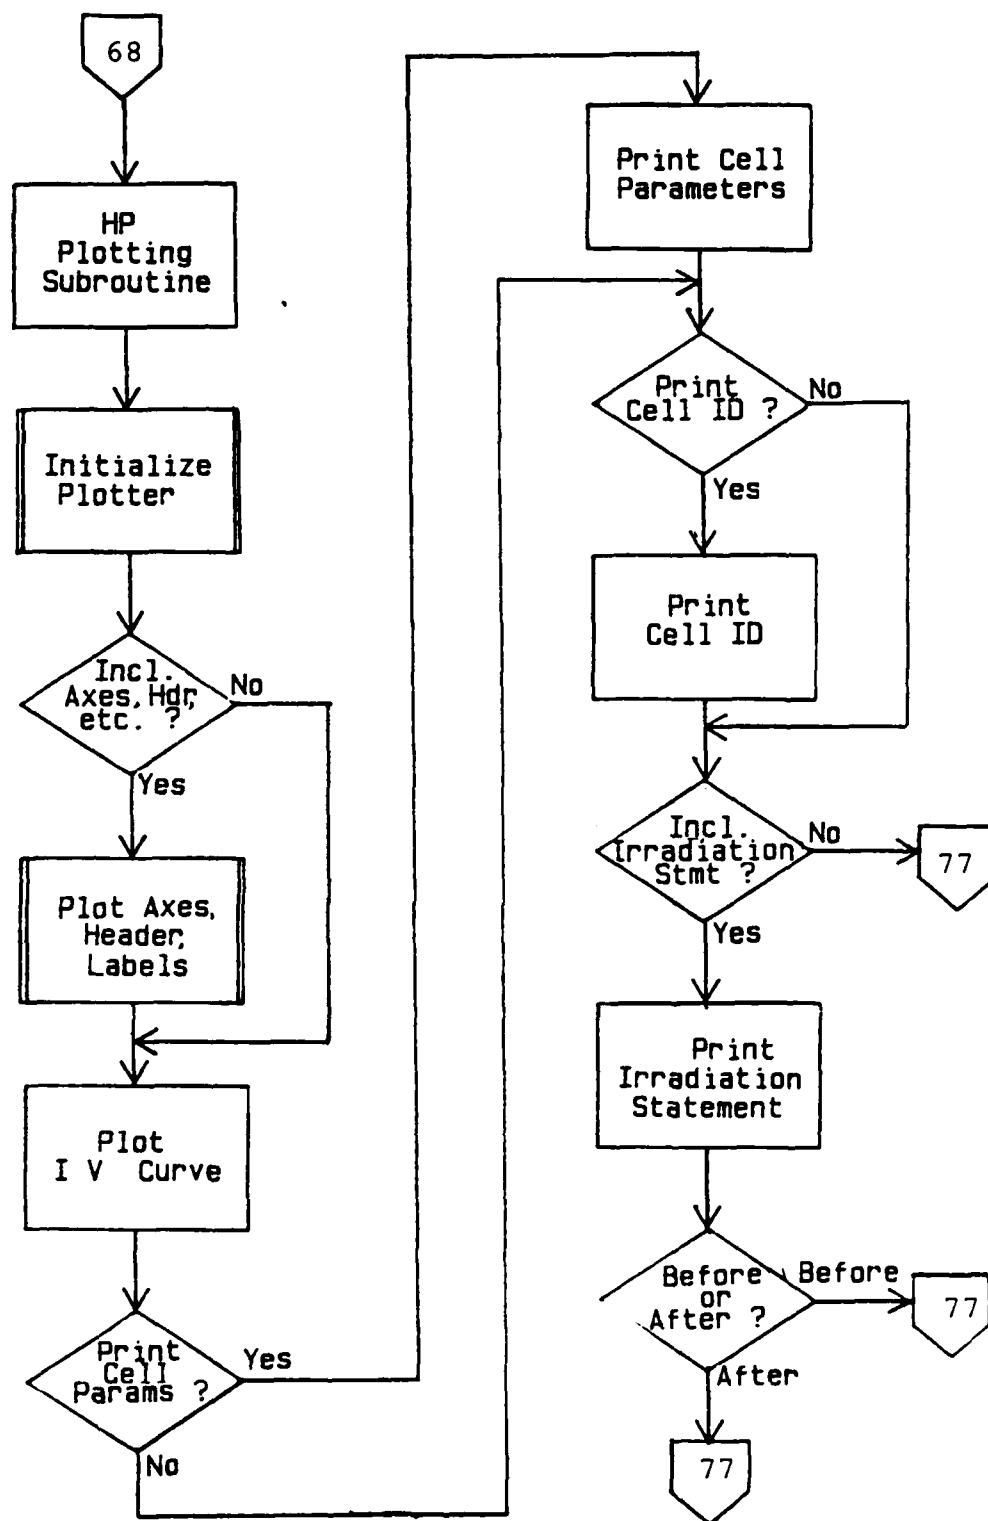 68
HP
Plotting
Subroutine
Initialize
Plotter
Incl.
Axes, Hdr,
etc. ?
No
Yes
Plot Axes,
Header,
Labels
Plot
I V Curve
Print
Cell
Params ?
Yes
No
Print Cell
Parameters
Print
Cell ID ?
No
Yes
Print
Cell ID
Incl.
Irradiation
Stmt ?
No
77
Yes
Print
Irradiation
Statement
Before
or
After ?
Before
77
After
77